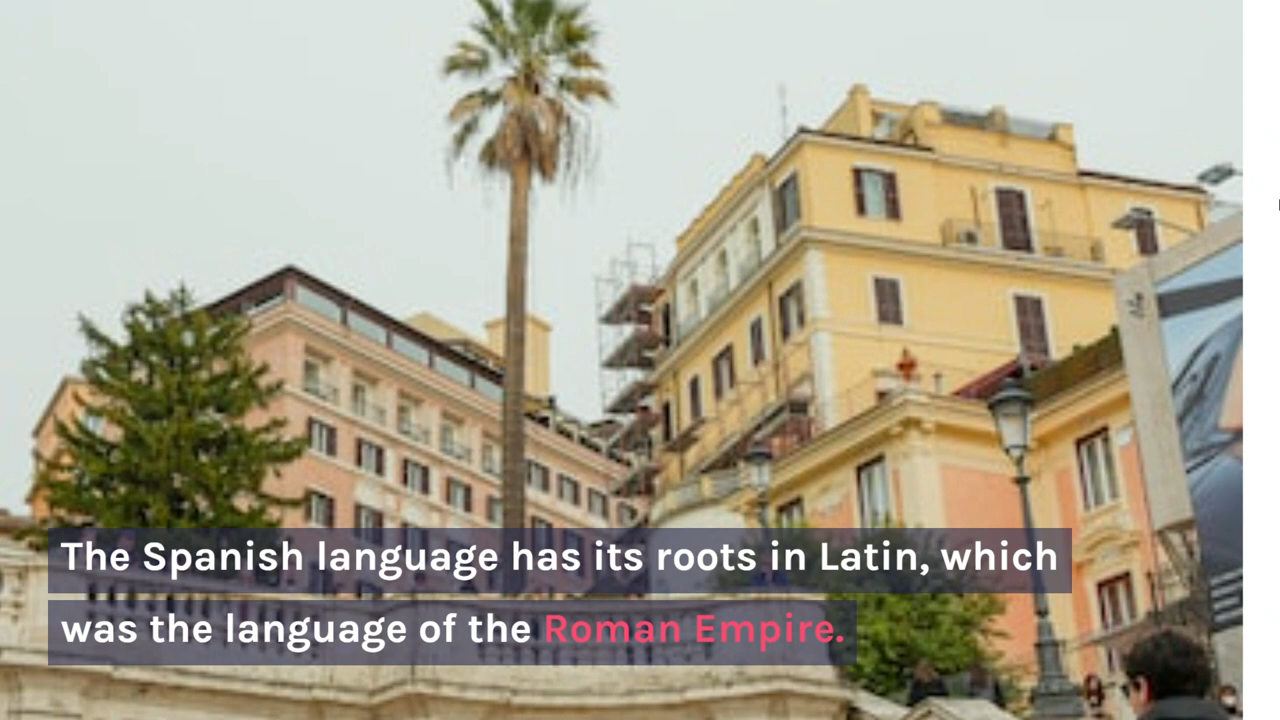 The Spanish language has its roots in Latin, which
was the language of the Roman Empire.